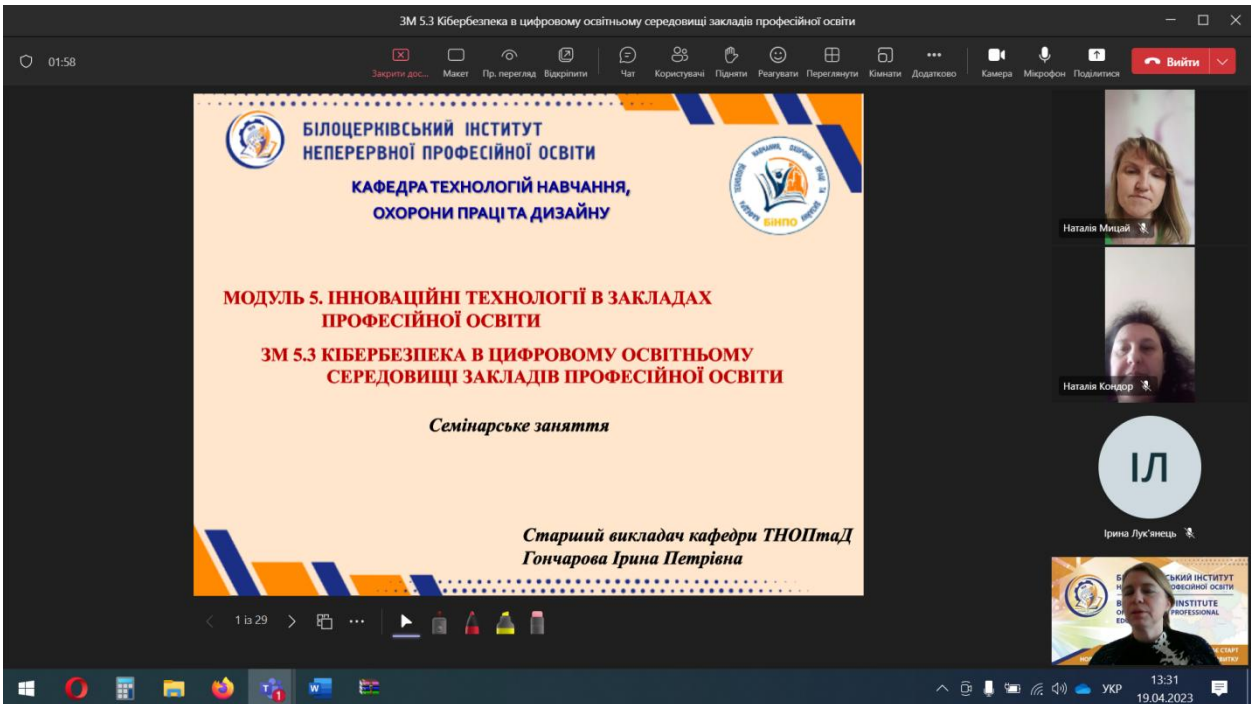 ЗМ 5.3 Кібербезпека в цифровому освітньому середовищі закладів професійної освіти
01:58
Закрити дос...
Макет
Пр. перегляд
Відкріпити
Чат
Користувачі
Підняти
Реагувати
Переглянути
Кімнати
Додатково
Камера
Мікрофон
Поділитися
Вийти
БІЛОЦЕРКІВСЬКИЙ ІНСТИТУТ
НЕПЕРЕРВНОЇ ПРОФЕСІЙНОЇ ОСВІТИ
КАФЕДРА ТЕХНОЛОГІЙ НАВЧАННЯ,
ОХОРОНИ ПРАЦІ ТА ДИЗАЙНУ
БІНПО
МОДУЛЬ 5. ІННОВАЦІЙНІ ТЕХНОЛОГІЇ В ЗАКЛАДАХ
ПРОФЕСІЙНОЇ ОСВІТИ
ЗМ 5.3 КІБЕРБЕЗПЕКА В ЦИФРОВОМУ ОСВІТНЬОМУ
СЕРЕДОВИЩІ ЗАКЛАДІВ ПРОФЕСІЙНОЇ ОСВІТИ
Семінарське заняття
Старший викладач кафедри ТНОПтаД
Гончарова Ірина Петрівна
1 із 29
Наталія Мицай
Наталія Кондор
ІЛ
Ірина Лук'янець
ІНСТИТУТ
INSTITUTE
PROFESSIONAL
УКР
13:31
19.04.2023